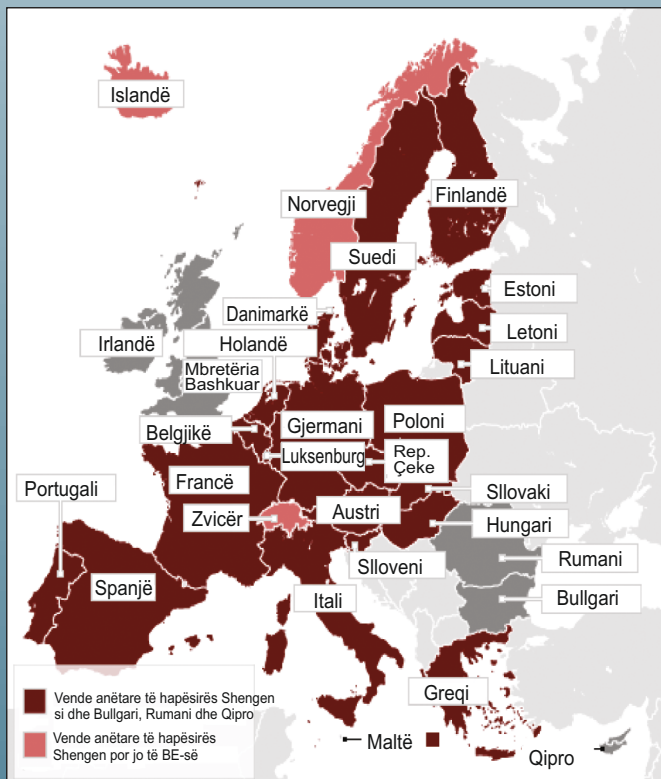 Islandë
Norvegji
Finlandë
Suedi
Estoni
Danimarkë
Letoni
Irlandë
Holandë
Lituani
Mbretëria
Bashkuar
Gjermani
Poloni
Belgjikë
Luksenburg
Rep.
Çeke
Francë
Portugali
Sllovaki
Zvicër
Austri
Hungari
Rumani
Slloveni
Spanjë
Itali
Bullgari
Greqi
Vende anëtare të hapësirës Shengen
si dhe Bullgari, Rumani dhe Qipro
Vende anëtare të hapësirës
Shengen por jo të BE-së
Maltë
Qipro